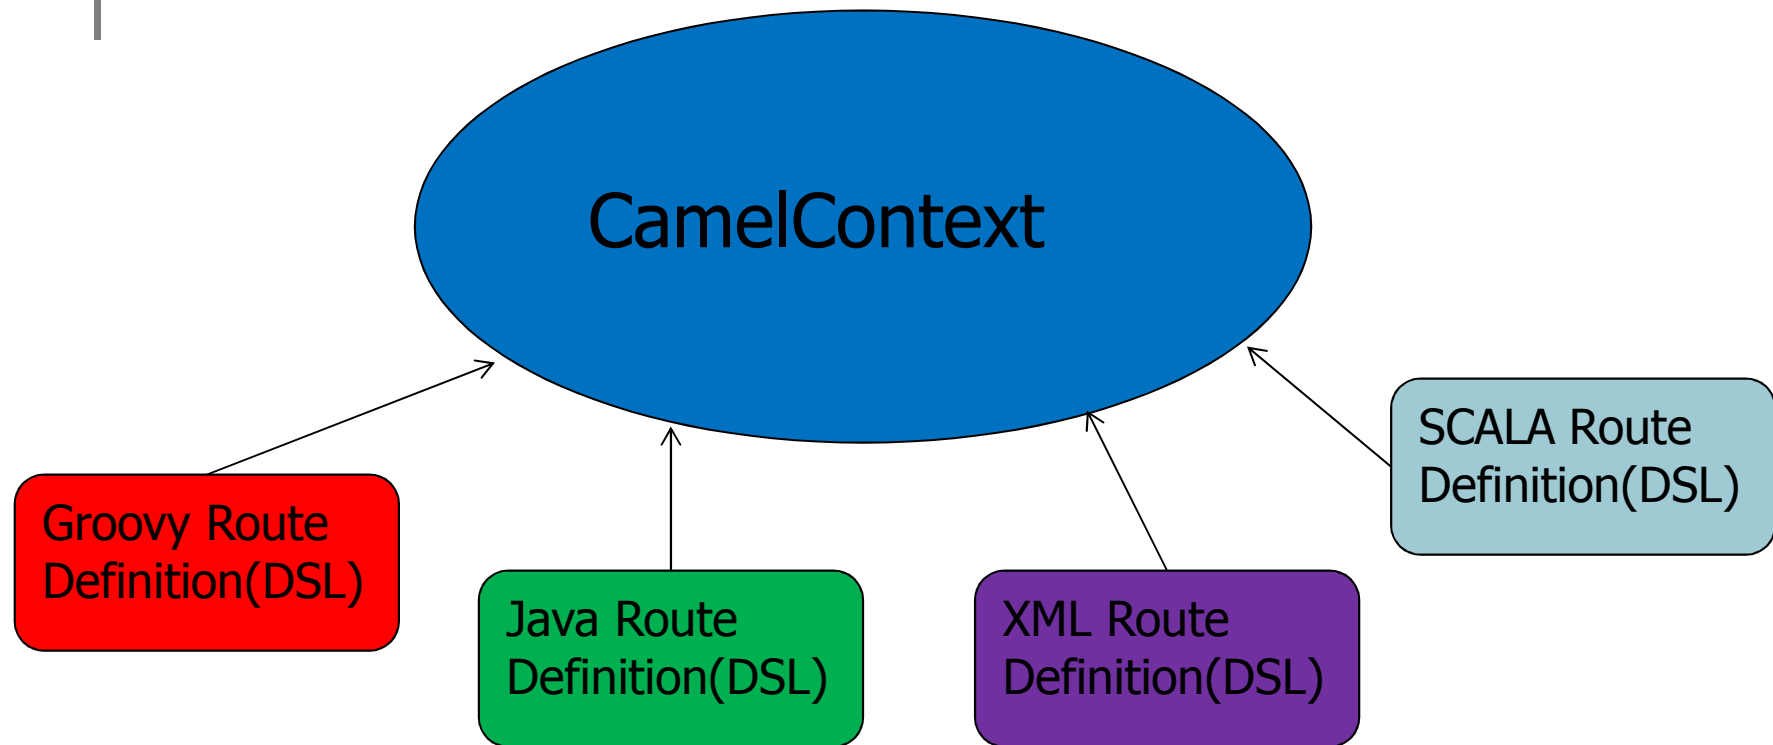 CamelContext
SCALA Route
Definition(DSL)
Groovy Route
Definition(DSL)
Java Route
Definition(DSL)
XML Route
Definition(DSL)